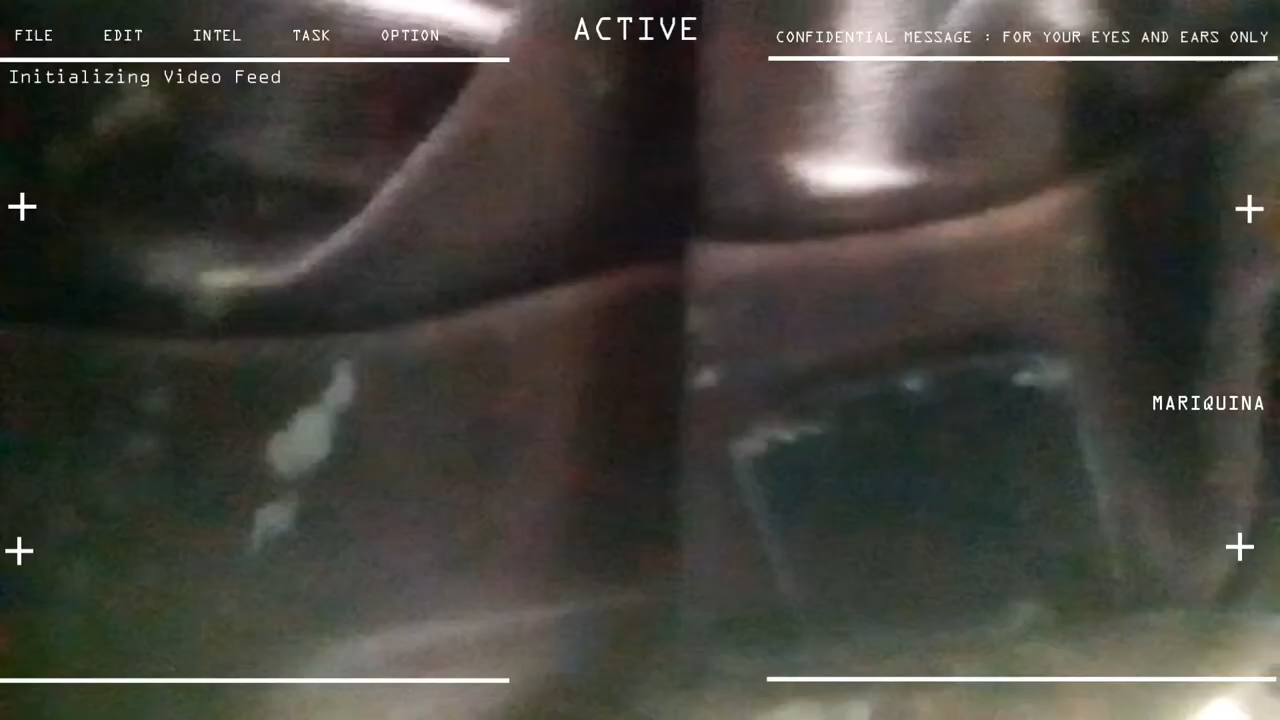 FILE EDIT INTEL TASK OPTION
ACTIVE
CONFIDENTIAL MESSAGE : FOR YOUR EYES AND EARS ONLY
Initializing Video Feed
MARIQUINA